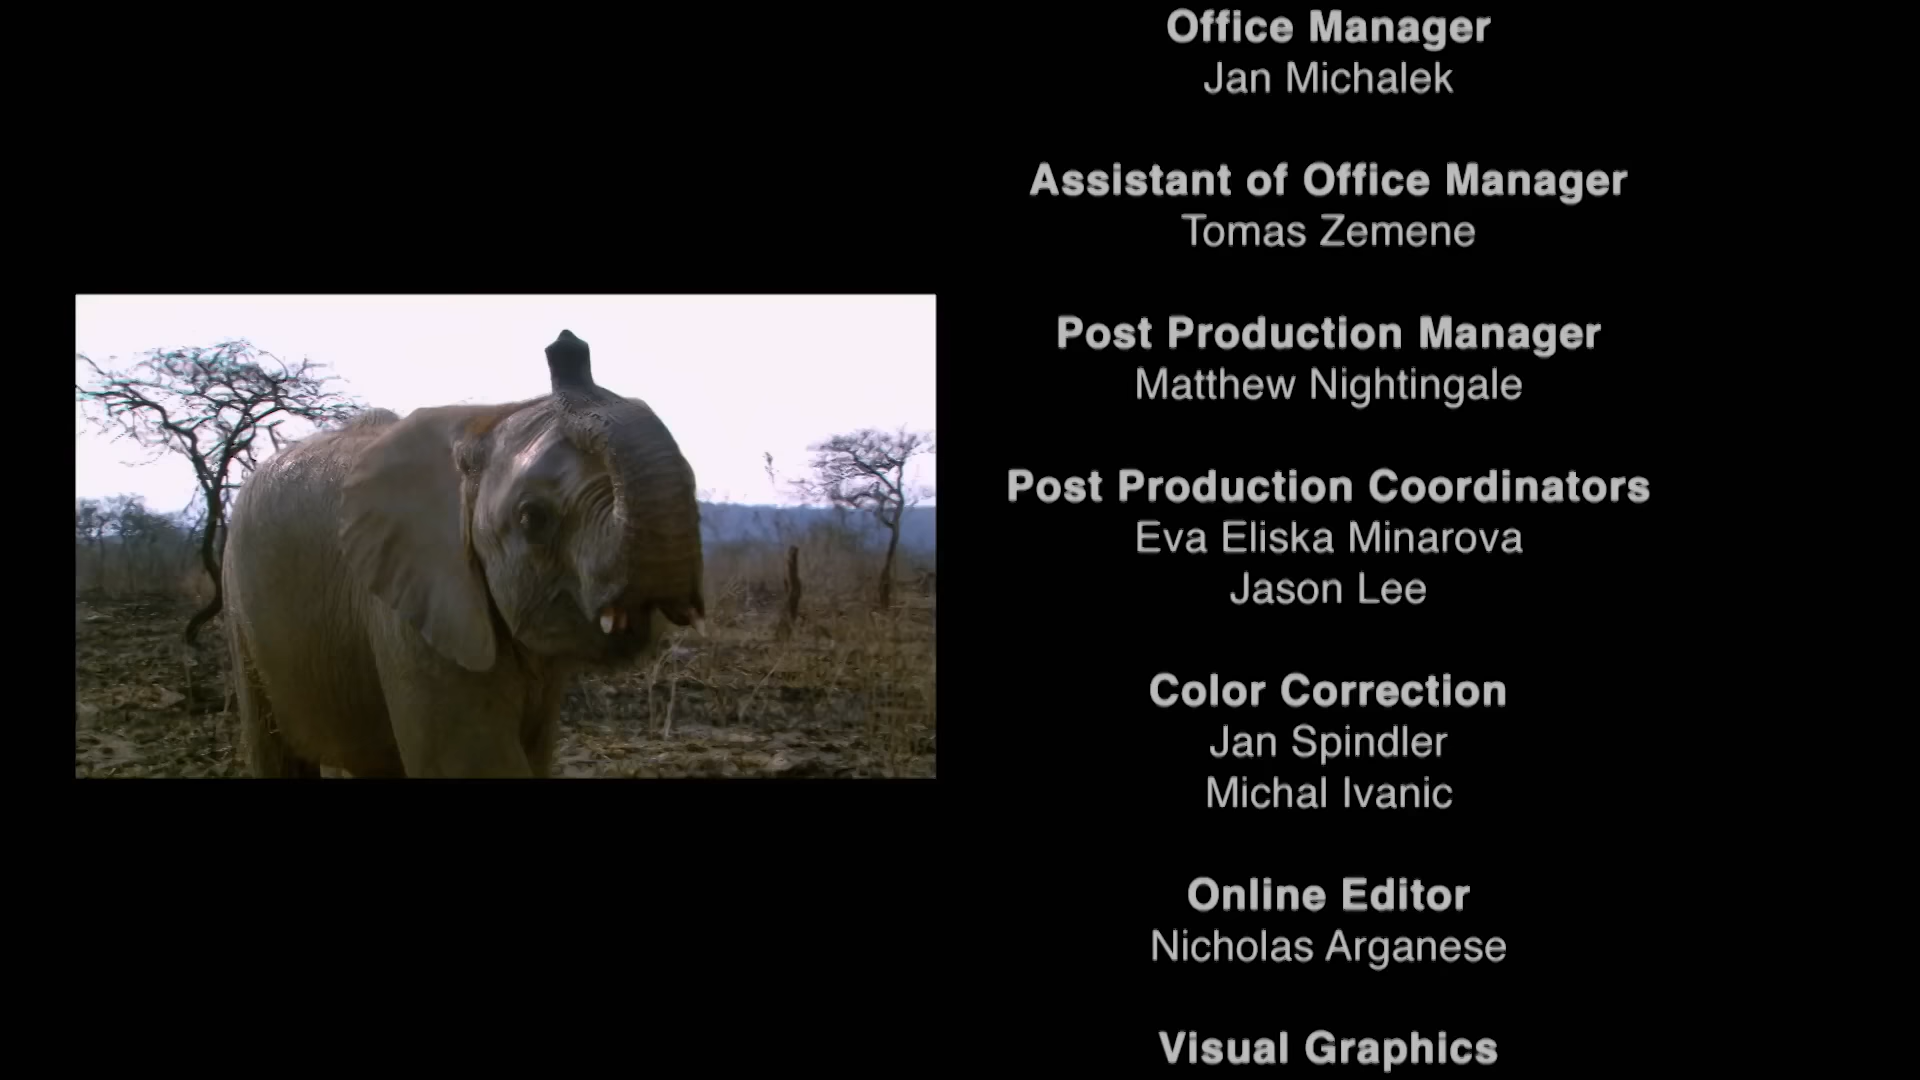 Office Manager
Jan Michalek
Assistant of Office Manager
Tomas Zemene
Post Production Manager
Matthew Nightingale
Post Production Coordinators
Eva Eliska Minarova
Jason Lee
Color Correction
Jan Spindler
Michal Ivanic
Online Editor
Nicholas Arganese
Visual Graphics